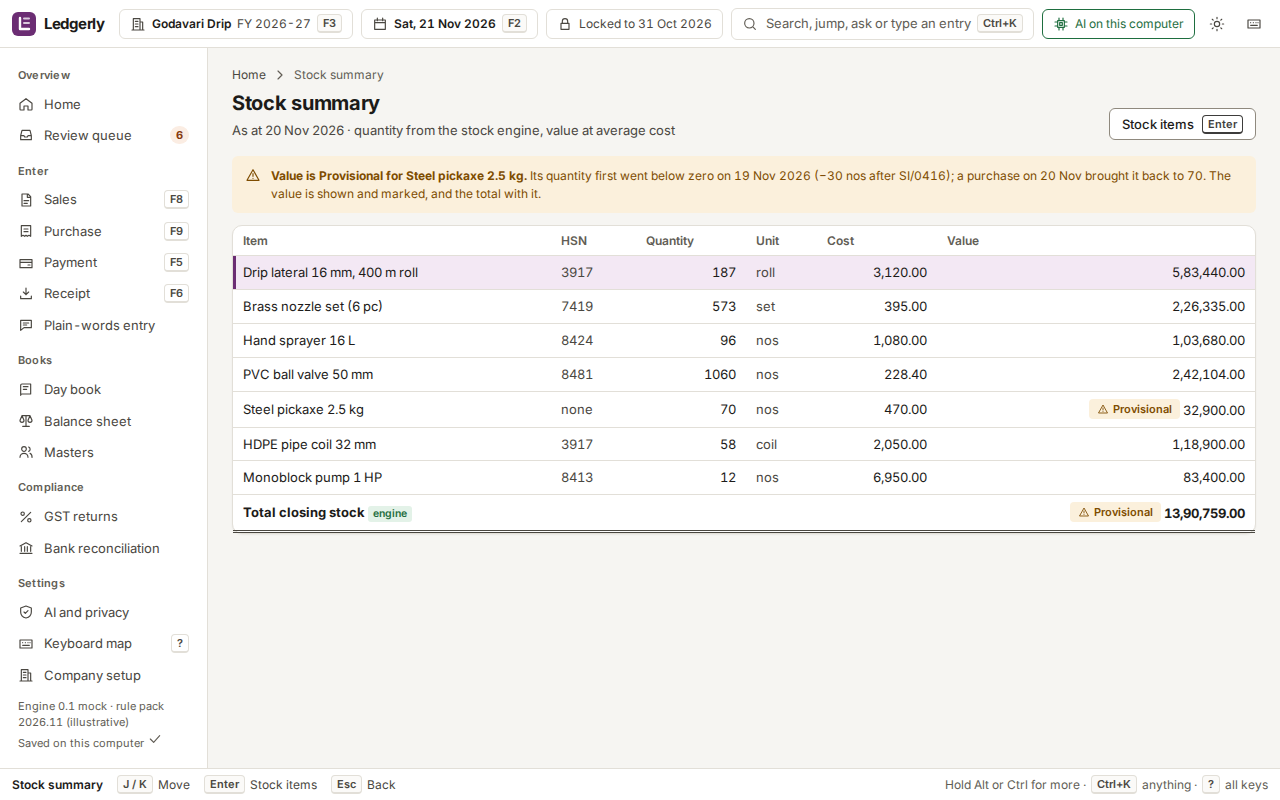 Ledgerly
Godavari Drip FY 2026-27 F3
Sat, 21 Nov 2026 F2
Locked to 31 Oct 2026
Search, jump, ask or type an entry Ctrl+K
AI on this computer
Overview
Home
Review queue 6
Enter
Sales F8
Purchase F9
Payment F5
Receipt F6
Plain-words entry
Books
Day book
Balance sheet
Masters
Compliance
GST returns
Bank reconciliation
Settings
AI and privacy
Keyboard map ?
Company setup
Engine 0.1 mock · rule pack
2026.11 (illustrative)
Saved on this computer
Home > Stock summary
Stock summary
As at 20 Nov 2026 · quantity from the stock engine, value at average cost
Stock items Enter
Value is Provisional for Steel pickaxe 2.5 kg. Its quantity first went below zero on 19 Nov 2026 (−30 nos after SI/0416); a purchase on 20 Nov brought it back to 70. The
value is shown and marked, and the total with it.
Item HSN Quantity Unit Cost Value
Drip lateral 16 mm, 400 m roll 3917 187 roll 3,120.00 5,83,440.00
Brass nozzle set (6 pc) 7419 573 set 395.00 2,26,335.00
Hand sprayer 16 L 8424 96 nos 1,080.00 1,03,680.00
PVC ball valve 50 mm 8481 1060 nos 228.40 2,42,104.00
Steel pickaxe 2.5 kg none 70 nos 470.00 Provisional 32,900.00
HDPE pipe coil 32 mm 3917 58 coil 2,050.00 1,18,900.00
Monoblock pump 1 HP 8413 12 nos 6,950.00 83,400.00
Total closing stock engine Provisional 13,90,759.00
Stock summary J / K Move Enter Stock items Esc Back
Hold Alt or Ctrl for more · Ctrl+K anything · ? all keys